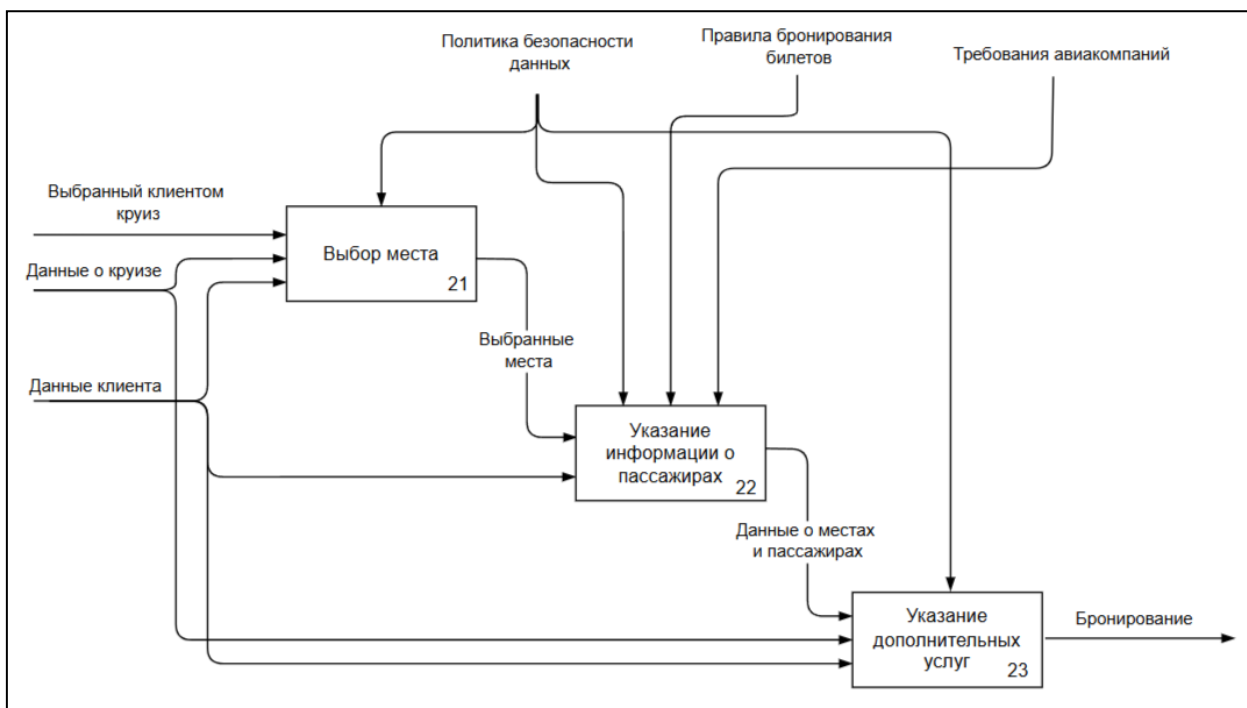 Политика безопасности
данных
Правила бронирования
билетов
Требования авиакомпаний
Выбранный клиентом
круиз
Данные о круизе
Данные клиента
Выбор места
21
Выбранные
места
Указание
информации о
пассажирах
22
Данные о местах
и пассажирах
Указание
дополнительных
услуг
23
Бронирование